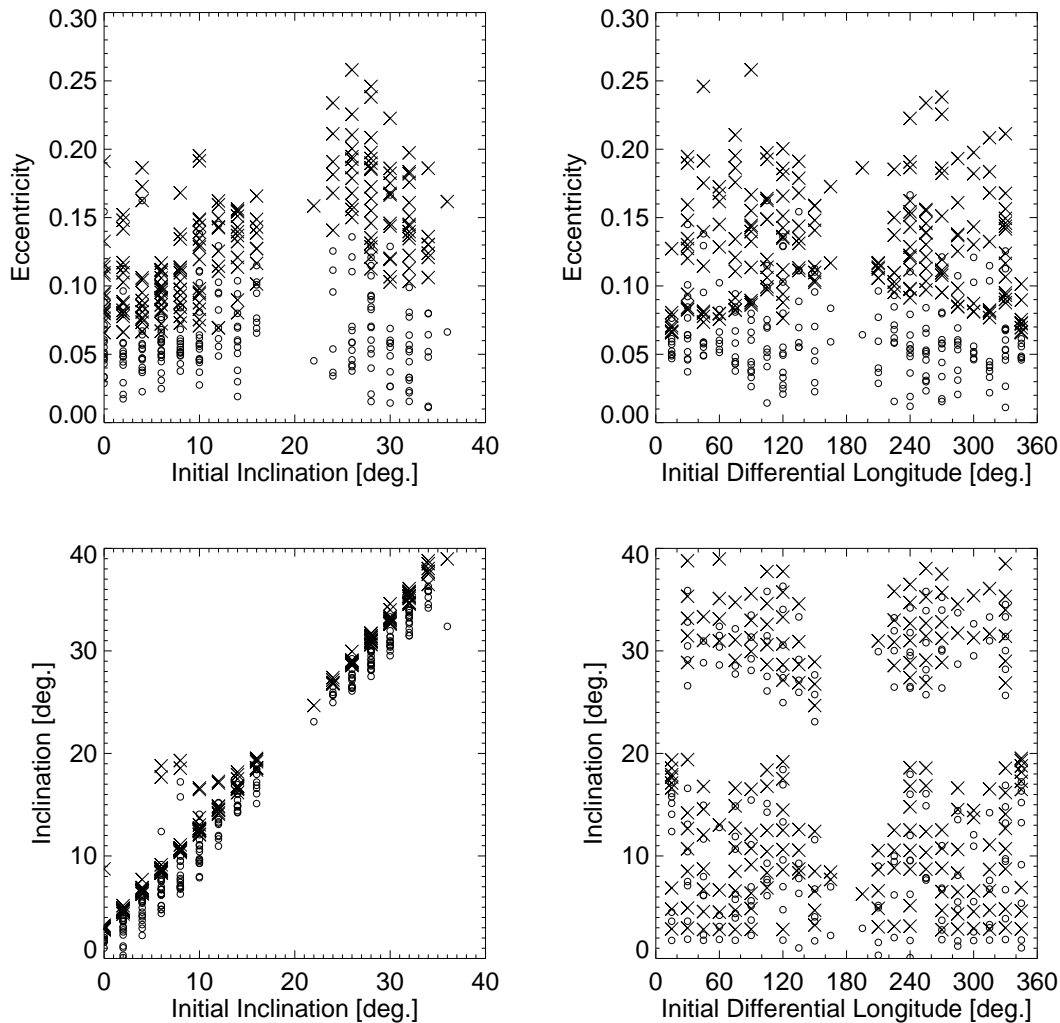 0.30
0.25
0.20
0.15
0.10
0.05
0.00
Eccentricity
0 10 20 30 40
Initial Inclination [deg.]
0.30
0.25
0.20
0.15
0.10
0.05
0.00
Eccentricity
0 60 120 180 240 300 360
Initial Differential Longitude [deg.]
40
30
20
10
0
Inclination [deg.]
0 10 20 30 40
Initial Inclination [deg.]
40
30
20
10
0
Inclination [deg.]
0 60 120 180 240 300 360
Initial Differential Longitude [deg.]